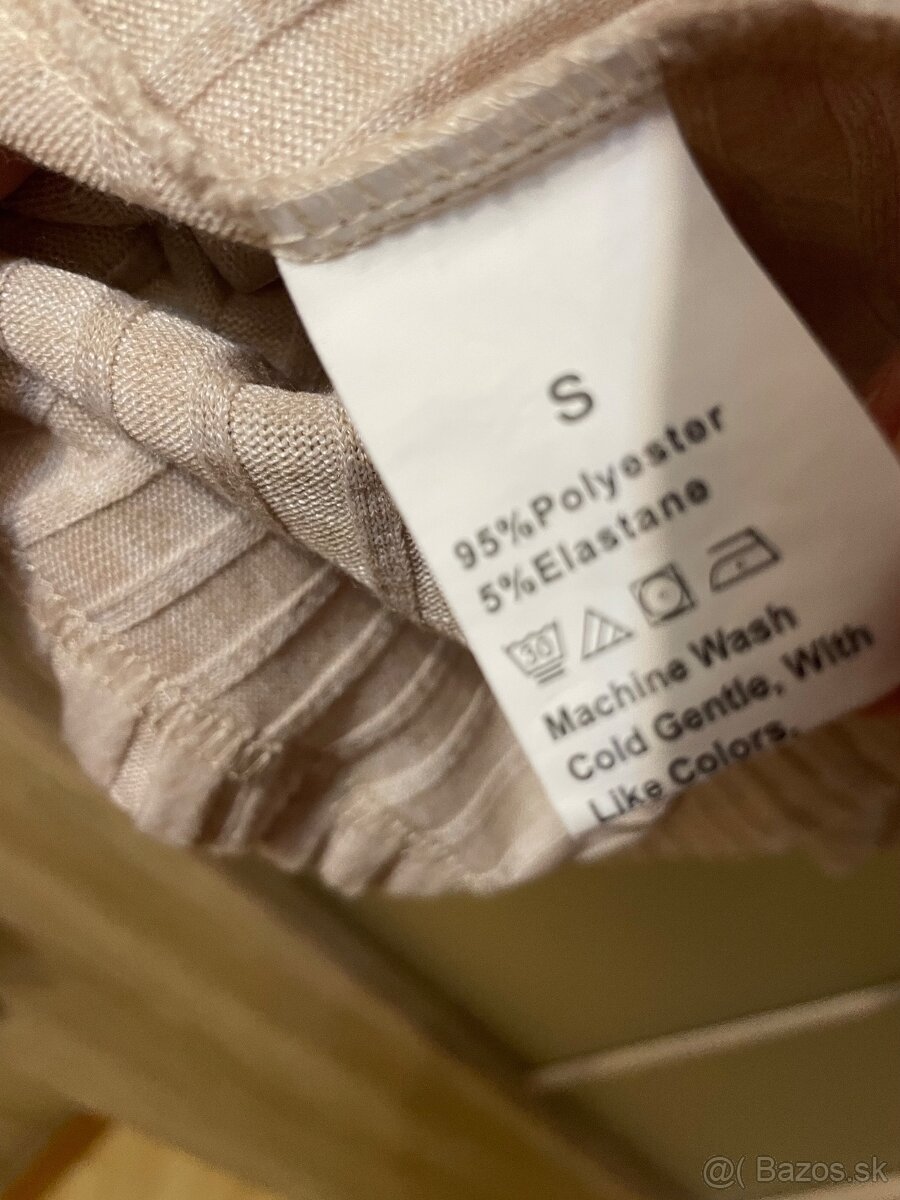 S
95%Polyester
5%Elastane
30
Machine Wash
Cold Gentle, With
Like Colors,
@( Bazos.sk